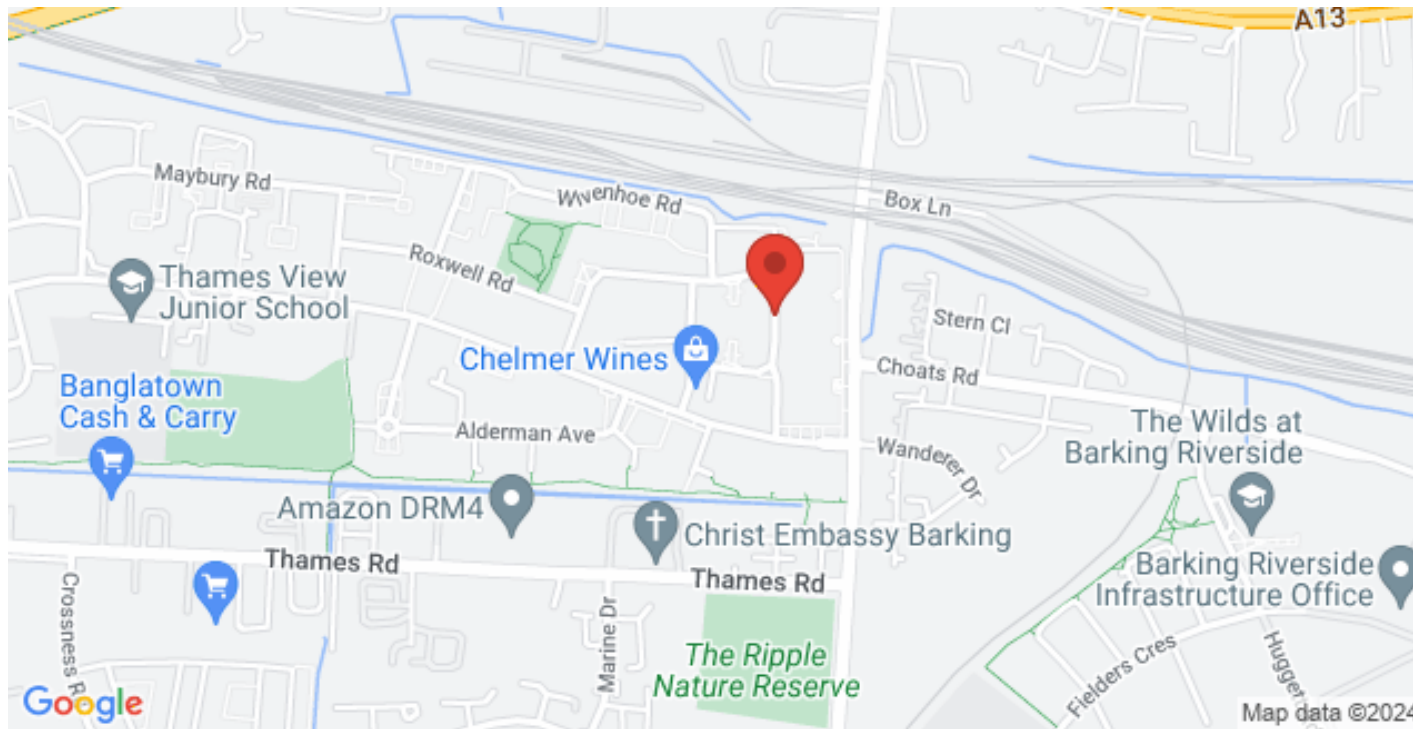 A13
Maybury Rd
Wivenhoe Rd
Box Ln
Roxwell Rd
Thames View
Junior School
Stern Cl
Chelmer Wines
Choats Rd
Banglatown
Cash & Carry
Alderman Ave
The Wilds at
Barking Riverside
Wanderer Dr
Amazon DRM4
Christ Embassy Barking
Thames Rd
Thames Rd
Barking Riverside
Infrastructure Office
Crossness R
Marine Dr
The Ripple
Nature Reserve
Fielders Cres
Hugget
Google
Map data ©2024